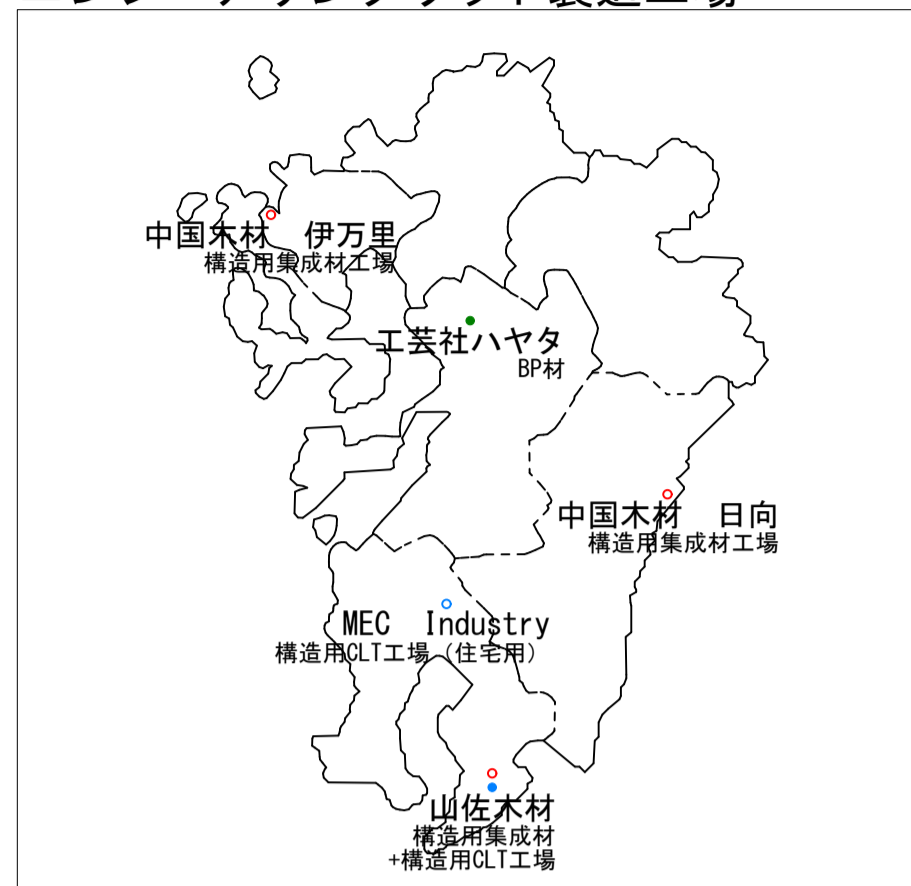 中国木材　伊万里
構造用集成材工場
工芸社ハヤタ
BP材
中国木材　日向
構造用集成材工場
MEC　Industry
構造用CLT工場（住宅用）
山佐木材
構造用集成材
+構造用CLT工場